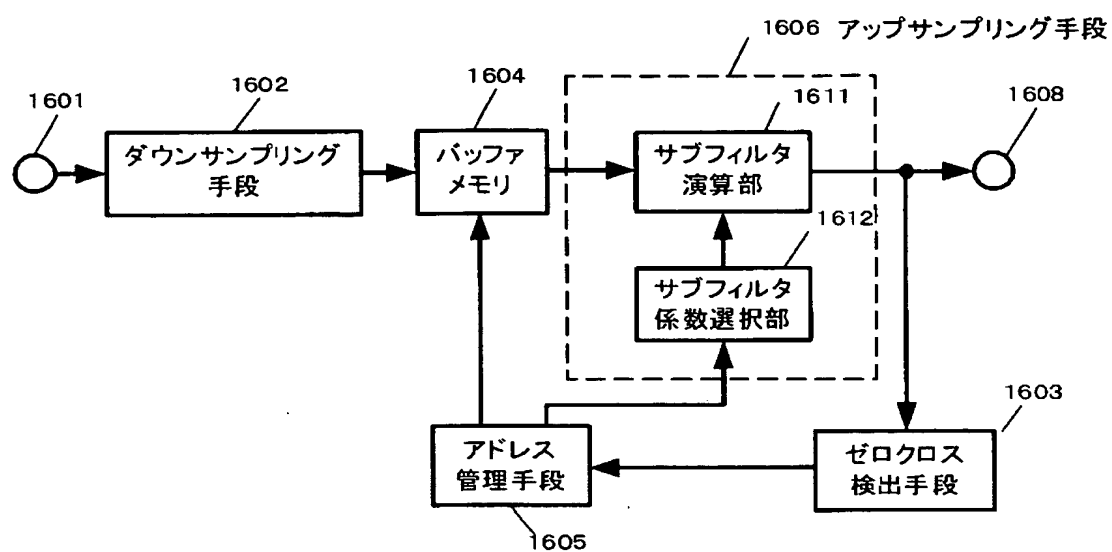 1606 アップサンプリング手段
1601
1602
1604
1611
1608
ダウンサンプリング
手段
バッファ
メモリ
サブフィルタ
演算部
1612
サブフィルタ
係数選択部
1603
アドレス
管理手段
ゼロクロス
検出手段
1605